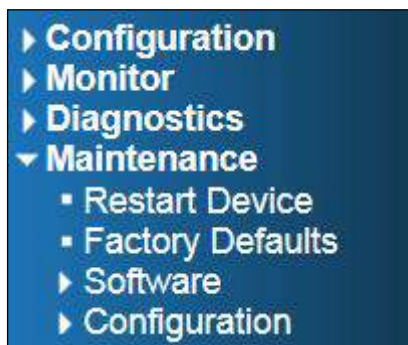 Configuration
Monitor
Diagnostics
Maintenance
Restart Device
Factory Defaults
Software
Configuration